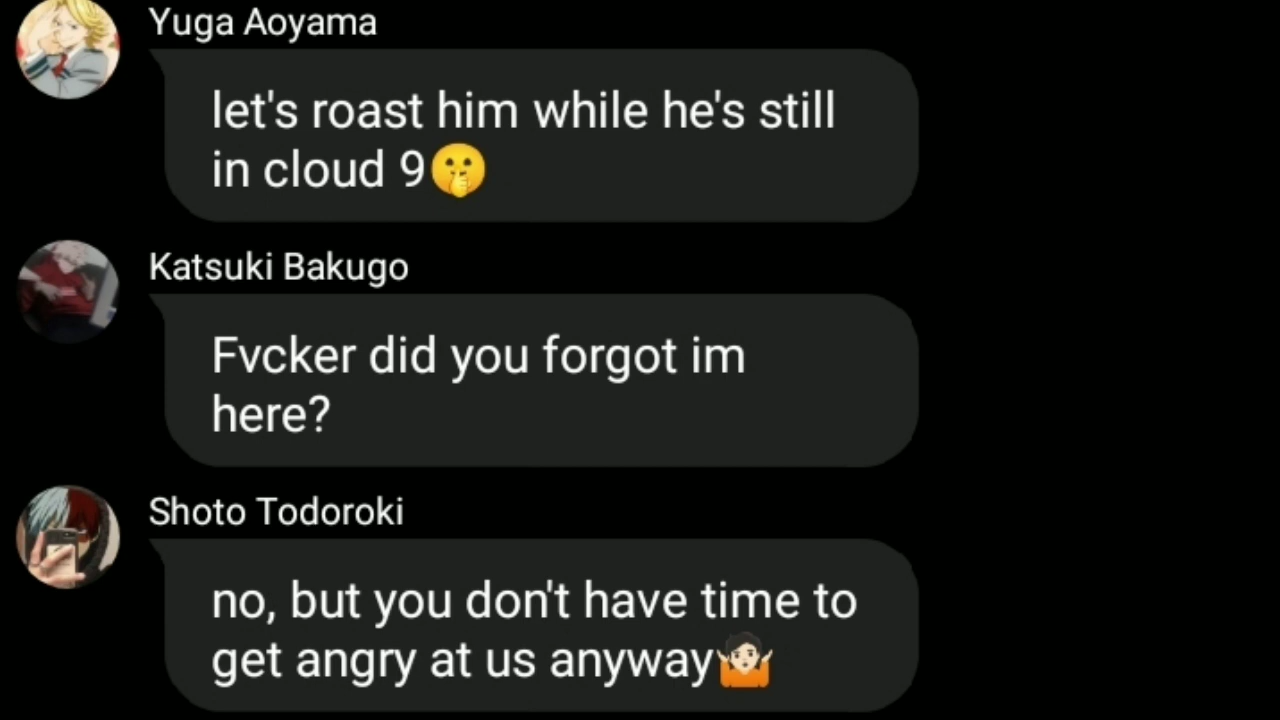 Yuga Aoyama
let's roast him while he's still
in cloud 9🤫
Katsuki Bakugo
Fvcker did you forgot im
here?
Shoto Todoroki
no, but you don't have time to
get angry at us anyway🤷🏻